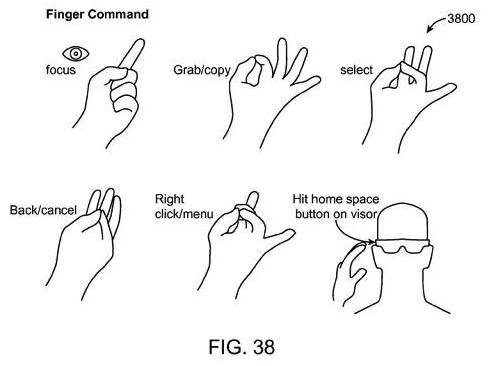 Finger Command
3800
focus
Grab/copy
select
Back/cancel
Right
click/menu
Hit home space
button on visor
FIG. 38